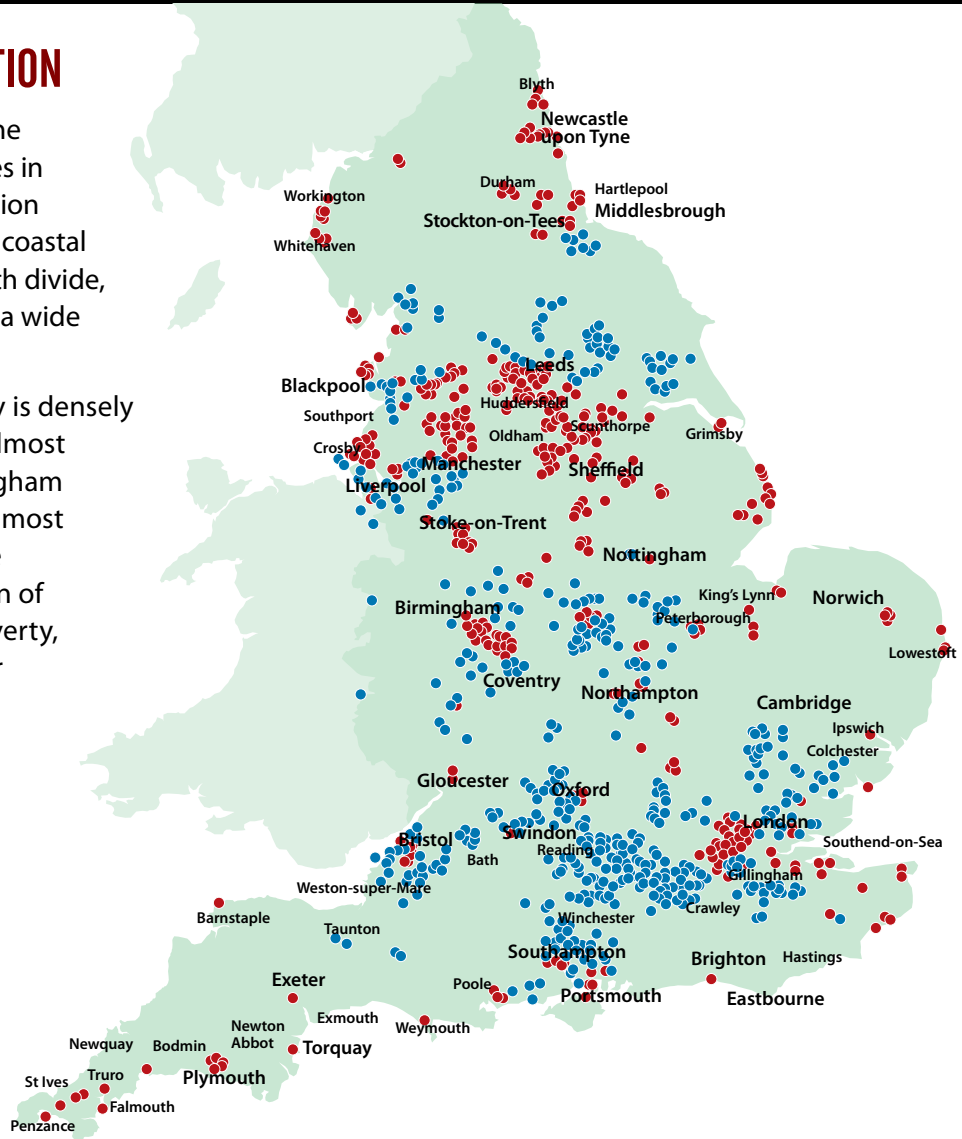 TION
ne
es in
ion
coastal
th divide,
a wide
y is densely
lmost
gham
most
n of
verty,
Blyth
Newcastle
upon Tyne
Durham
Hartlepool
Workington
Stockton-on-Tees
Middlesbrough
Whitehaven
Leeds
Blackpool
Huddersfield
Southport
Scunthorpe
Grimsby
Oldham
Crosby
Manchester
Sheffield
Liverpool
Stoke-on-Trent
Nottingham
King's Lynn
Norwich
Birmingham
Peterborough
Lowestoft
Coventry
Northampton
Cambridge
Ipswich
Colchester
Gloucester
Oxford
London
Bristol
Swindon
Southend-on-Sea
Reading
Bath
Gillingham
Weston-super-Mare
Crawley
Barnstaple
Winchester
Taunton
Southampton
Brighton
Hastings
Exeter
Poole
Portsmouth
Eastbourne
Exmouth
Weymouth
Newton
Abbot
Newquay
Bodmin
Torquay
St Ives
Truro
Plymouth
Falmouth
Penzance